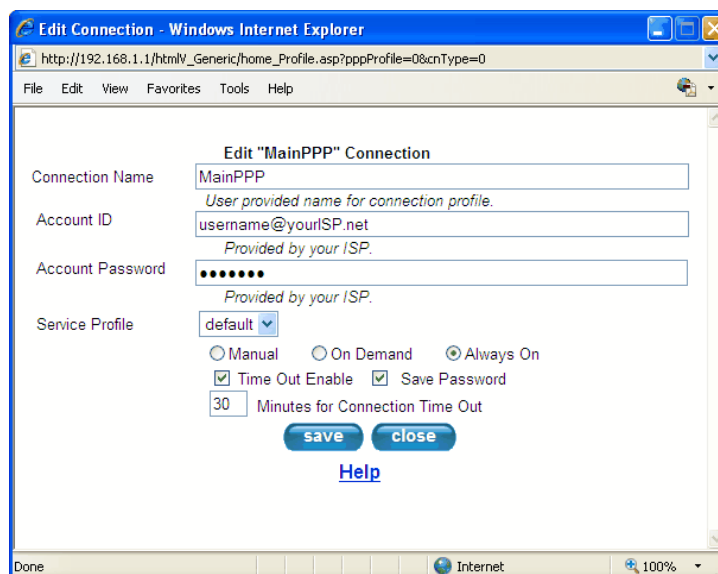 Edit Connection - Windows Internet Explorer
http://192.168.1.1/htmlV_Generic/home_Profile.asp?pppProfile=0&cnType=0
File Edit View Favorites Tools Help
Edit "MainPPP" Connection
Connection Name MainPPP
User provided name for connection profile.
Account ID username@yourISP.net
Provided by your ISP.
Account Password •••••••
Provided by your ISP.
Service Profile default
Manual On Demand Always On
Time Out Enable Save Password
30 Minutes for Connection Time Out
save close
Help
Done Internet 100%